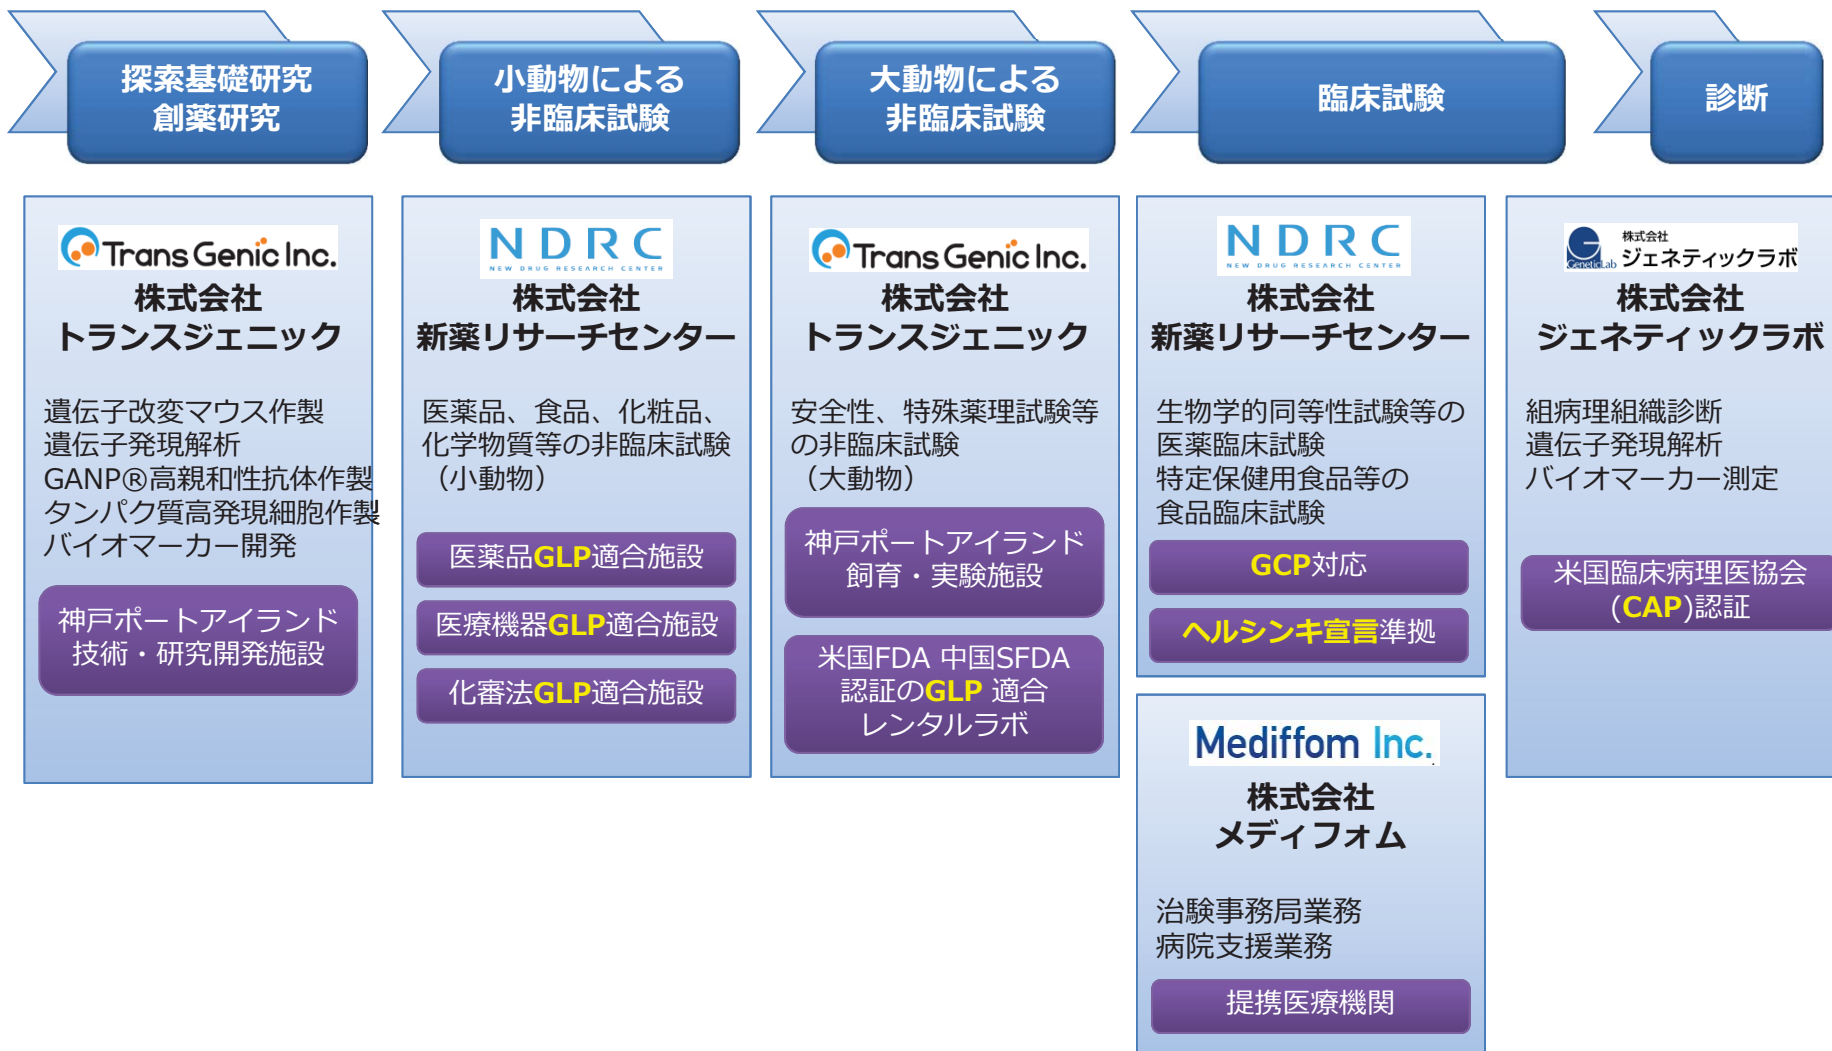 探索基礎研究
創薬研究
小動物による
非臨床試験
大動物による
非臨床試験
臨床試験
診断
Trans Genic Inc.
株式会社
トランスジェニック
遺伝子改変マウス作製
遺伝子発現解析
GANP®高親和性抗体作製
タンパク質高発現細胞作製
バイオマーカー開発
神戸ポートアイランド
技術・研究開発施設
NDRC
NEW DRUG RESEARCH CENTER
株式会社
新薬リサーチセンター
医薬品、食品、化粧品、
化学物質等の非臨床試験
（小動物）
医薬品GLP適合施設
医療機器GLP適合施設
化審法GLP適合施設
Trans Genic Inc.
株式会社
トランスジェニック
安全性、特殊薬理試験等
の非臨床試験
（大動物）
神戸ポートアイランド
飼育・実験施設
米国FDA 中国SFDA
認証のGLP 適合
レンタルラボ
NDRC
NEW DRUG RESEARCH CENTER
株式会社
新薬リサーチセンター
生物学的同等性試験等の
医薬臨床試験
特定保健用食品等の
食品臨床試験
GCP対応
ヘルシンキ宣言準拠
Mediffom Inc.
株式会社
メディフォム
治験事務局業務
病院支援業務
提携医療機関
GeneticLab
株式会社
ジェネティックラボ
株式会社
ジェネティックラボ
組病理組織診断
遺伝子発現解析
バイオマーカー測定
米国臨床病理医協会
(CAP)認証